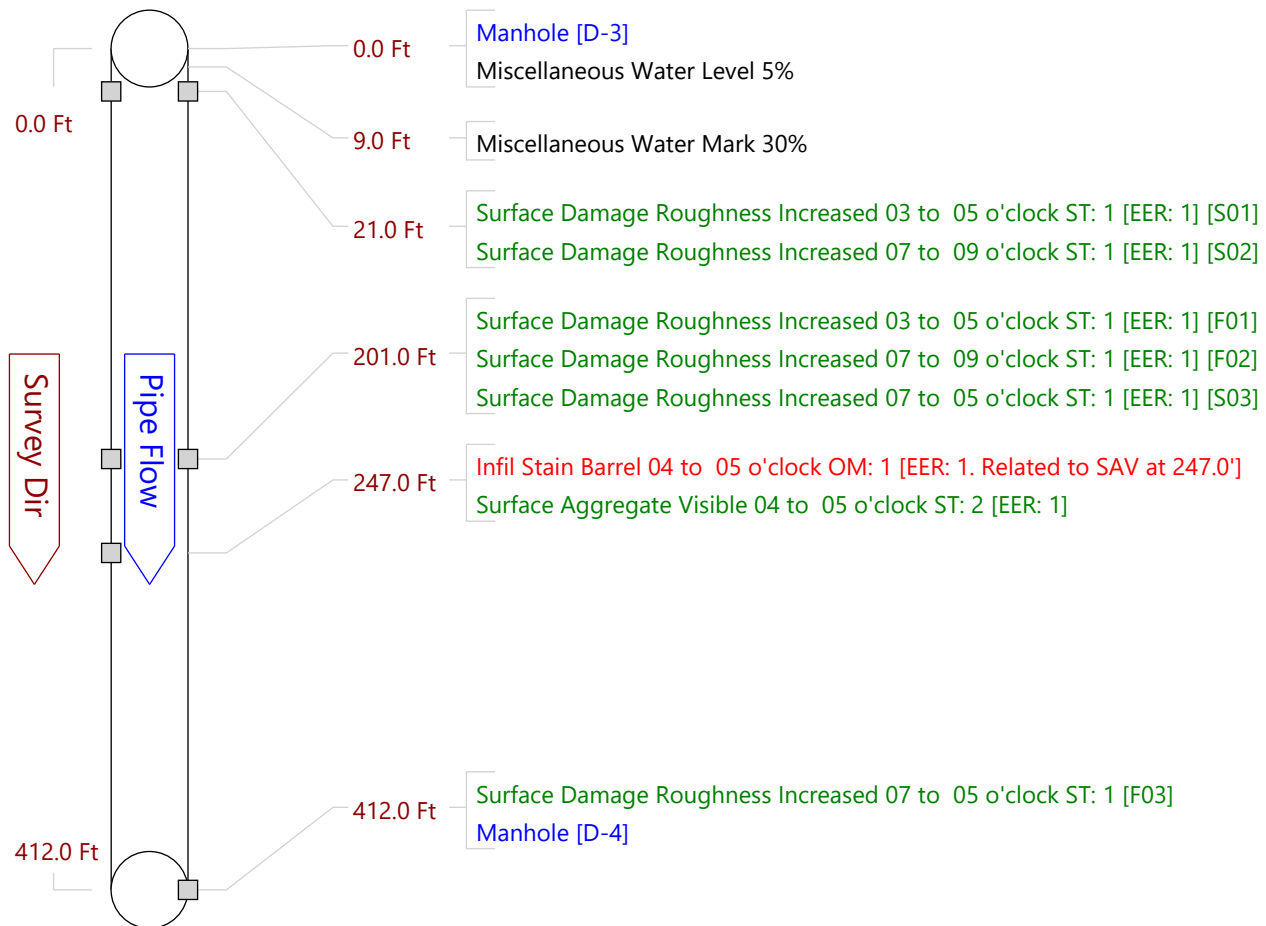 0.0 Ft
Manhole [D-3]
Miscellaneous Water Level 5%
0.0 Ft
9.0 Ft
Miscellaneous Water Mark 30%
21.0 Ft
Surface Damage Roughness Increased 03 to  05 o'clock ST: 1 [EER: 1] [S01]
Surface Damage Roughness Increased 07 to  09 o'clock ST: 1 [EER: 1] [S02]
201.0 Ft
Surface Damage Roughness Increased 03 to  05 o'clock ST: 1 [EER: 1] [F01]
Surface Damage Roughness Increased 07 to  09 o'clock ST: 1 [EER: 1] [F02]
Surface Damage Roughness Increased 07 to  05 o'clock ST: 1 [EER: 1] [S03]
Survey Dir
Pipe Flow
247.0 Ft
Infil Stain Barrel 04 to  05 o'clock OM: 1 [EER: 1. Related to SAV at 247.0']
Surface Aggregate Visible 04 to  05 o'clock ST: 2 [EER: 1]
412.0 Ft
Surface Damage Roughness Increased 07 to  05 o'clock ST: 1 [F03]
Manhole [D-4]
412.0 Ft